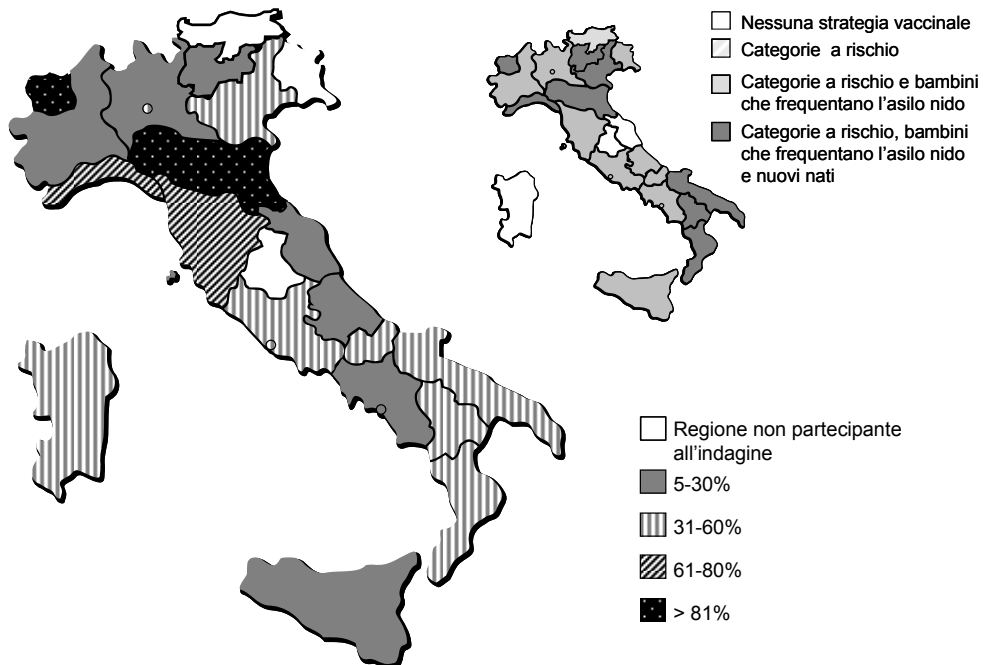 Nessuna strategia vaccinale
Categorie a rischio
Categorie a rischio e bambini
che frequentano l'asilo nido
Categorie a rischio, bambini
che frequentano l'asilo nido
e nuovi nati
Regione non partecipante
all'indagine
5-30%
31-60%
61-80%
> 81%